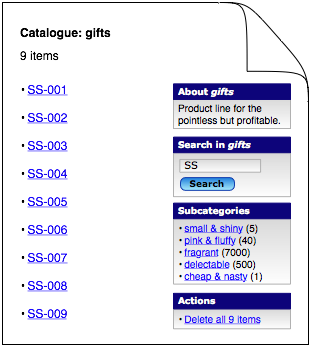 Catalogue: gifts
9 items
• SS-001
• SS-002
• SS-003
• SS-004
• SS-005
• SS-006
• SS-007
• SS-008
• SS-009
About gifts
Product line for the
pointless but profitable.
Search in gifts
SS
Search
Subcategories
• small & shiny (5)
• pink & fluffy (40)
• fragrant (7000)
• delectable (500)
• cheap & nasty (1)
Actions
• Delete all 9 items